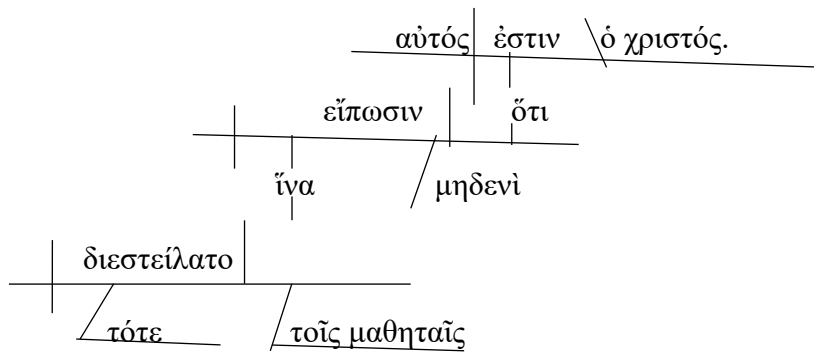 αὐτός ἐστιν ὁ χριστός.
εἴπωσιν ὅτι
ἵνα μηδενὶ
διεστείλατο
τότε τοῖς μαθηταῖς